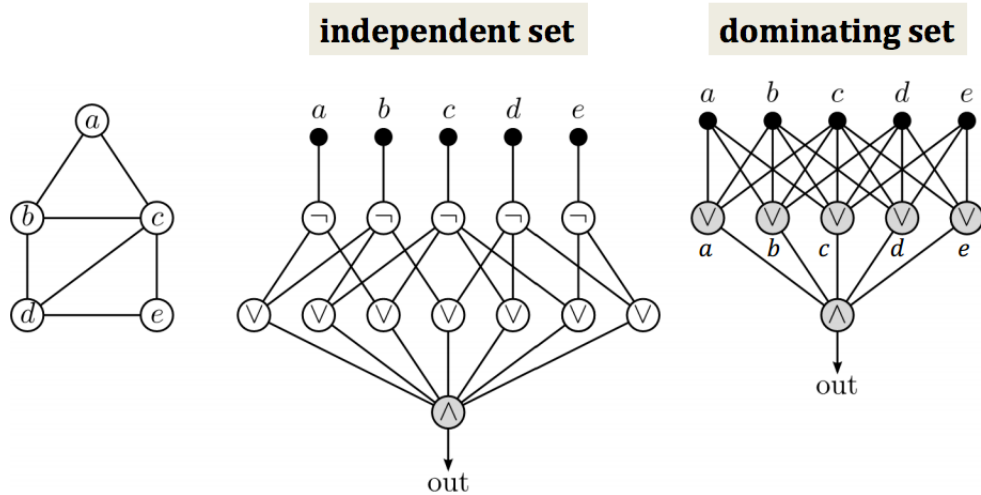 independent set
dominating set
a
b
c
d
e
a b c d e
¬ ¬ ¬ ¬ ¬
∨ ∨ ∨ ∨ ∨ ∨ ∨
∧
out
a b c d e
∨ ∨ ∨ ∨ ∨
a b c d e
∧
out